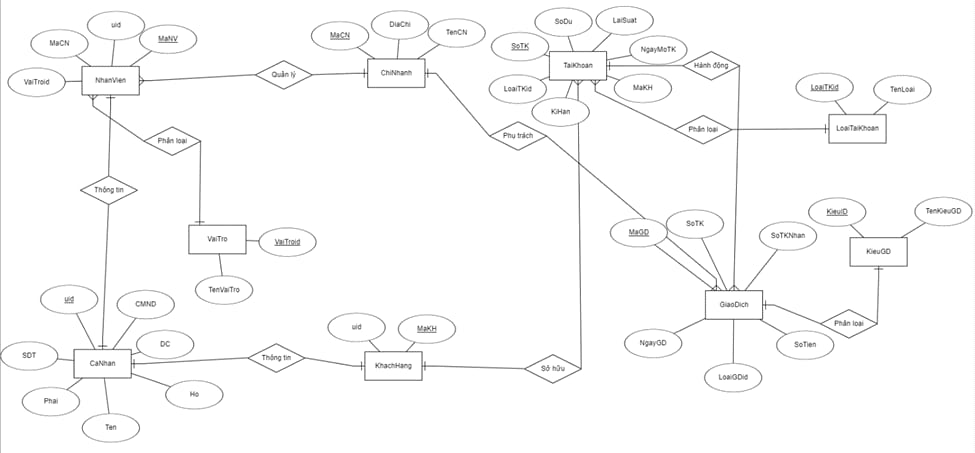 uid
MaCN
MaNV
VaiTroid
NhanVien
Quản lý
DiaChi
MaCN
TenCN
ChiNhanh
SoDu
LaiSuat
SoTK
NgayMoTK
TaiKhoan
LoaiTKid
MaKH
KiHan
Hành động
LoaiTKid
TenLoai
LoaiTaiKhoan
Phân loại
Phụ trách
Phân loại
Thông tin
VaiTro
VaiTroid
TenVaiTro
MaGD
SoTK
SoTKNhan
KieuID
TenKieuGD
KieuGD
GiaoDich
Phân loại
NgayGD
SoTien
LoaiGDid
uid
CMND
SDT
DC
CaNhan
Phai
Ho
Ten
Thông tin
uid
MaKH
KhachHang
Sở hữu